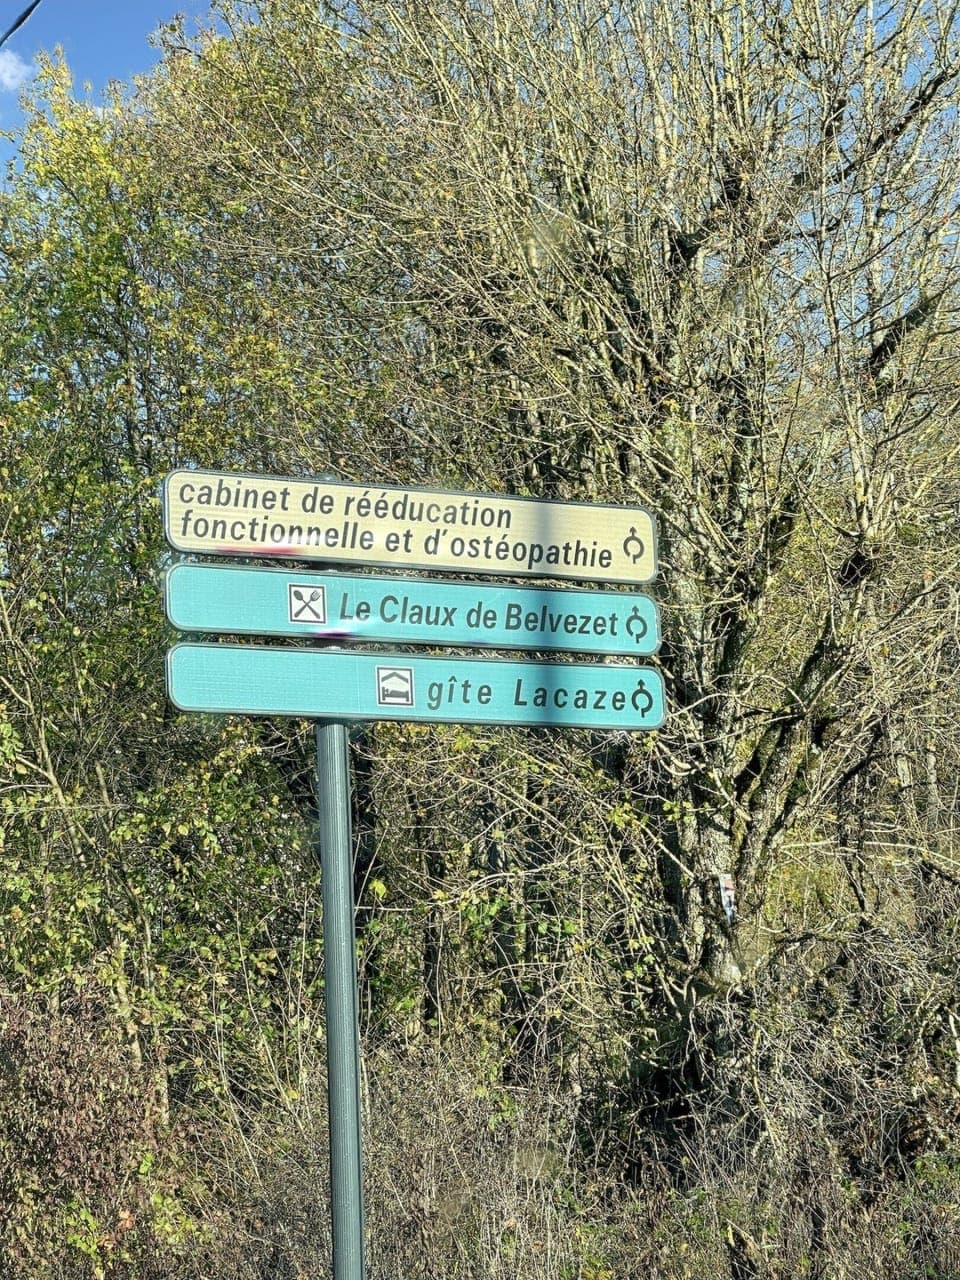 cabinet de rééducation
fonctionnelle et d'ostéopathie
Le Claux de Belvezet
gîte Lacaze